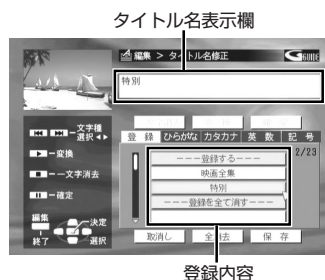 タイトル名表示欄
編集 > タイトル名修正
GGUIDE
特別
文字種
選択
登 録 ひらがな カタカナ 英 数 記 号
－変換
－一文字消去
－確定
2/23
---登録する---
映画全集
特別
---登録を全て消す---
編集
終了
決定
選択
取消し 全消去 保 存
登録内容